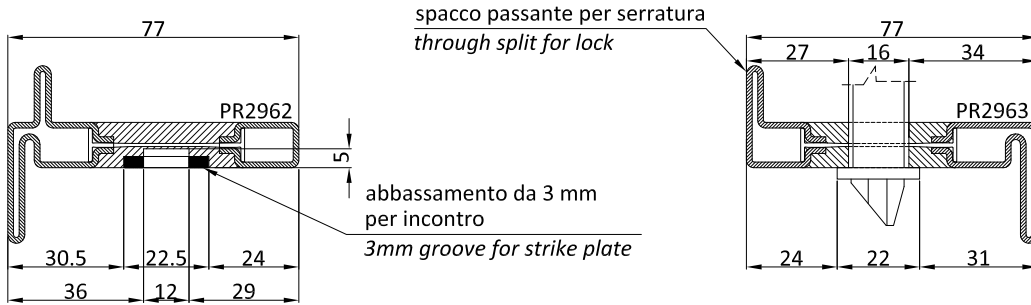 spacco passante per serratura
through split for lock
77
77
27
16
34
PR2962
PR2963
5
abbassamento da 3 mm
per incontro
3mm groove for strike plate
30.5
22.5
24
24
22
31
36
12
29